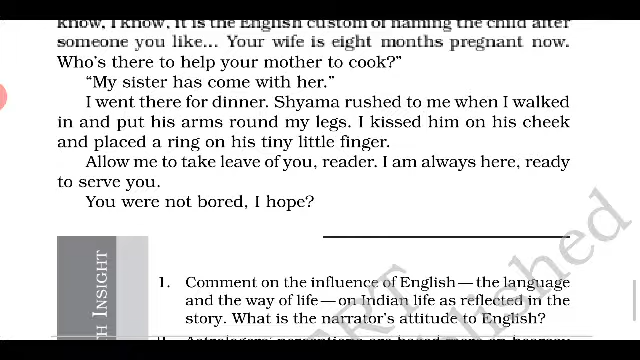 know, I know, it is the English custom of naming the child after
someone you like... Your wife is eight months pregnant now.
Who's there to help your mother to cook?"
"My sister has come with her."
I went there for dinner. Shyama rushed to me when I walked
in and put his arms round my legs. I kissed him on his cheek
and placed a ring on his tiny little finger.
Allow me to take leave of you, reader. I am always here, ready
to serve you.
You were not bored, I hope?
INSIGHT
1. Comment on the influence of English—the language
and the way of life—on Indian life as reflected in the
story. What is the narrator's attitude to English?